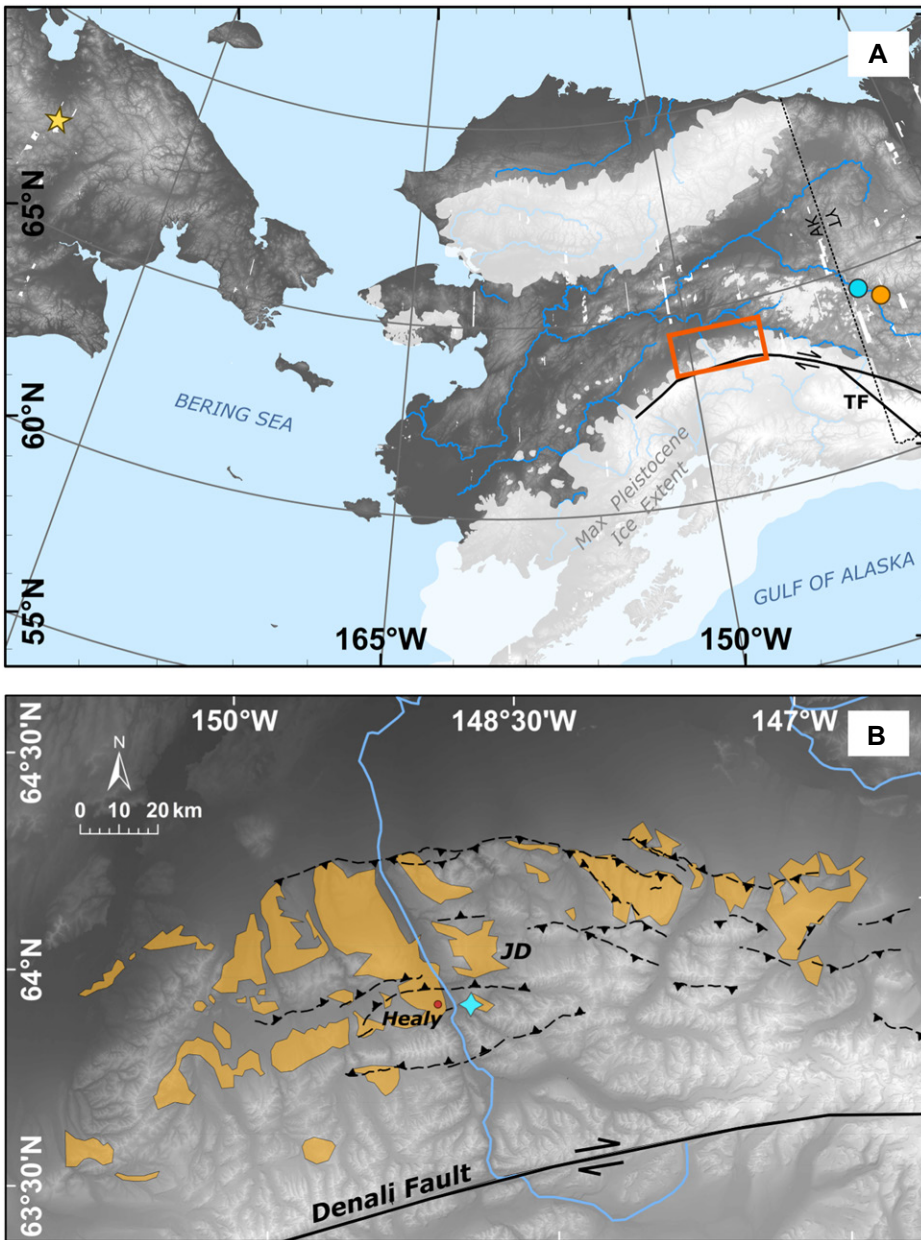 A
65°N
AK
LY
BERING SEA
60°N
TF
Max Pleistocene
Ice Extent
GULF OF ALASKA
55°N
165°W
150°W
150°W
148°30'W
147°W
B
64°30'N
N
0 10 20 km
JD
64°N
Healy
Denali Fault
63°30'N